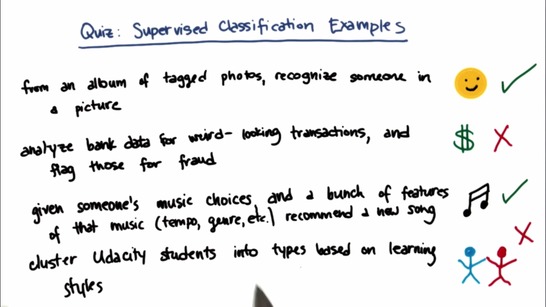 Quiz: Supervised Classification Examples
from an album of tagged photos, recognize someone in
a picture
analyze bank data for weird-looking transactions, and
flag those for fraud
given someone's music choices and a bunch of features
of that music (tempo, genre, etc.) recommend a new song
cluster Udacity students into types based on learning
styles